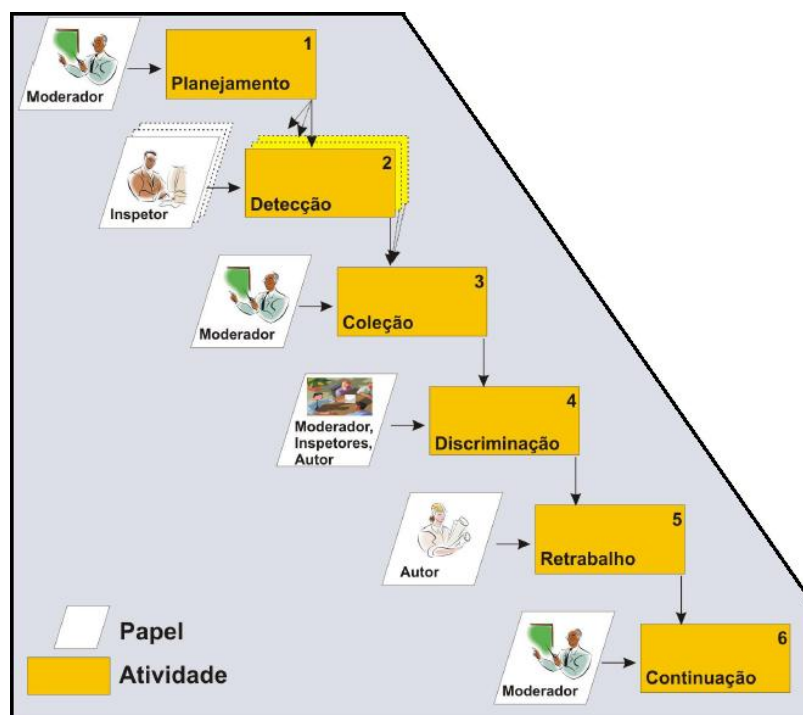 1
Planejamento
Moderador
2
Detecção
Inspetor
3
Coleção
Moderador
4
Discriminação
Moderador,
Inspetores,
Autor
5
Retrabalho
Autor
6
Continuação
Moderador
Papel
Atividade